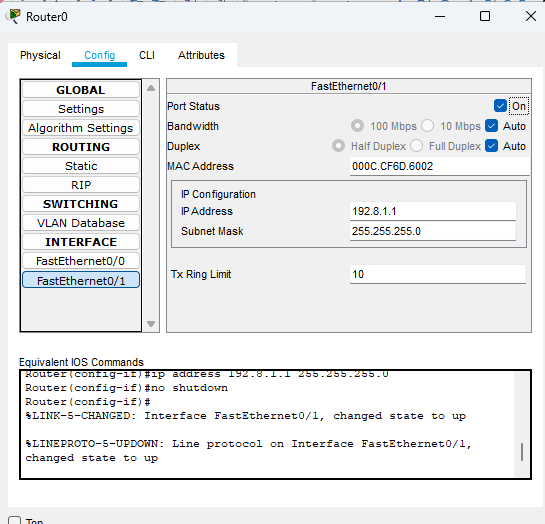 Router0
Physical Config CLI Attributes
GLOBAL
Settings
Algorithm Settings
ROUTING
Static
RIP
SWITCHING
VLAN Database
INTERFACE
FastEthernet0/0
FastEthernet0/1
FastEthernet0/1
Port Status On
Bandwidth 100 Mbps 10 Mbps Auto
Duplex Half Duplex Full Duplex Auto
MAC Address 000C.CF6D.6002
IP Configuration
IP Address 192.8.1.1
Subnet Mask 255.255.255.0
Tx Ring Limit 10
Equivalent IOS Commands
Router(config-if)#ip address 192.8.1.1 255.255.255.0
Router(config-if)#no shutdown
Router(config-if)#
%LINK-5-CHANGED: Interface FastEthernet0/1, changed state to up
%LINEPROTO-5-UPDOWN: Line protocol on Interface FastEthernet0/1,
changed state to up
Top